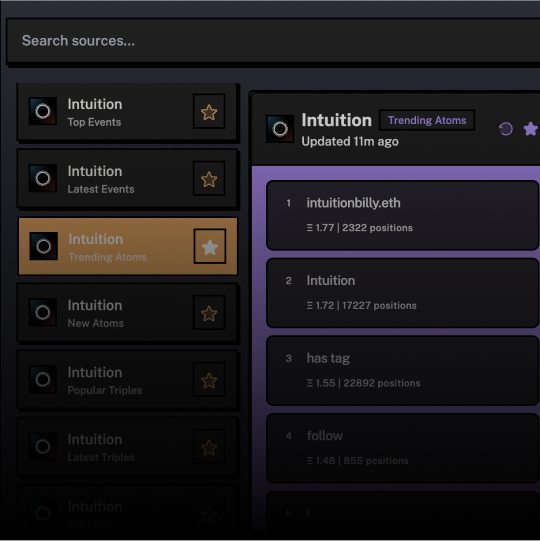 Search sources...
Intuition
Top Events
Intuition
Latest Events
Intuition
Trending Atoms
Intuition
New Atoms
Intuition
Popular Triples
Intuition
Latest Triples
Intuition
Intuition Trending Atoms
Updated 11m ago
1 intuitionbilly.eth
Ξ 1.77 | 2322 positions
2 Intuition
Ξ 1.72 | 17227 positions
3 has tag
Ξ 1.55 | 22892 positions
4 follow
Ξ 1.48 | 855 positions
5 I